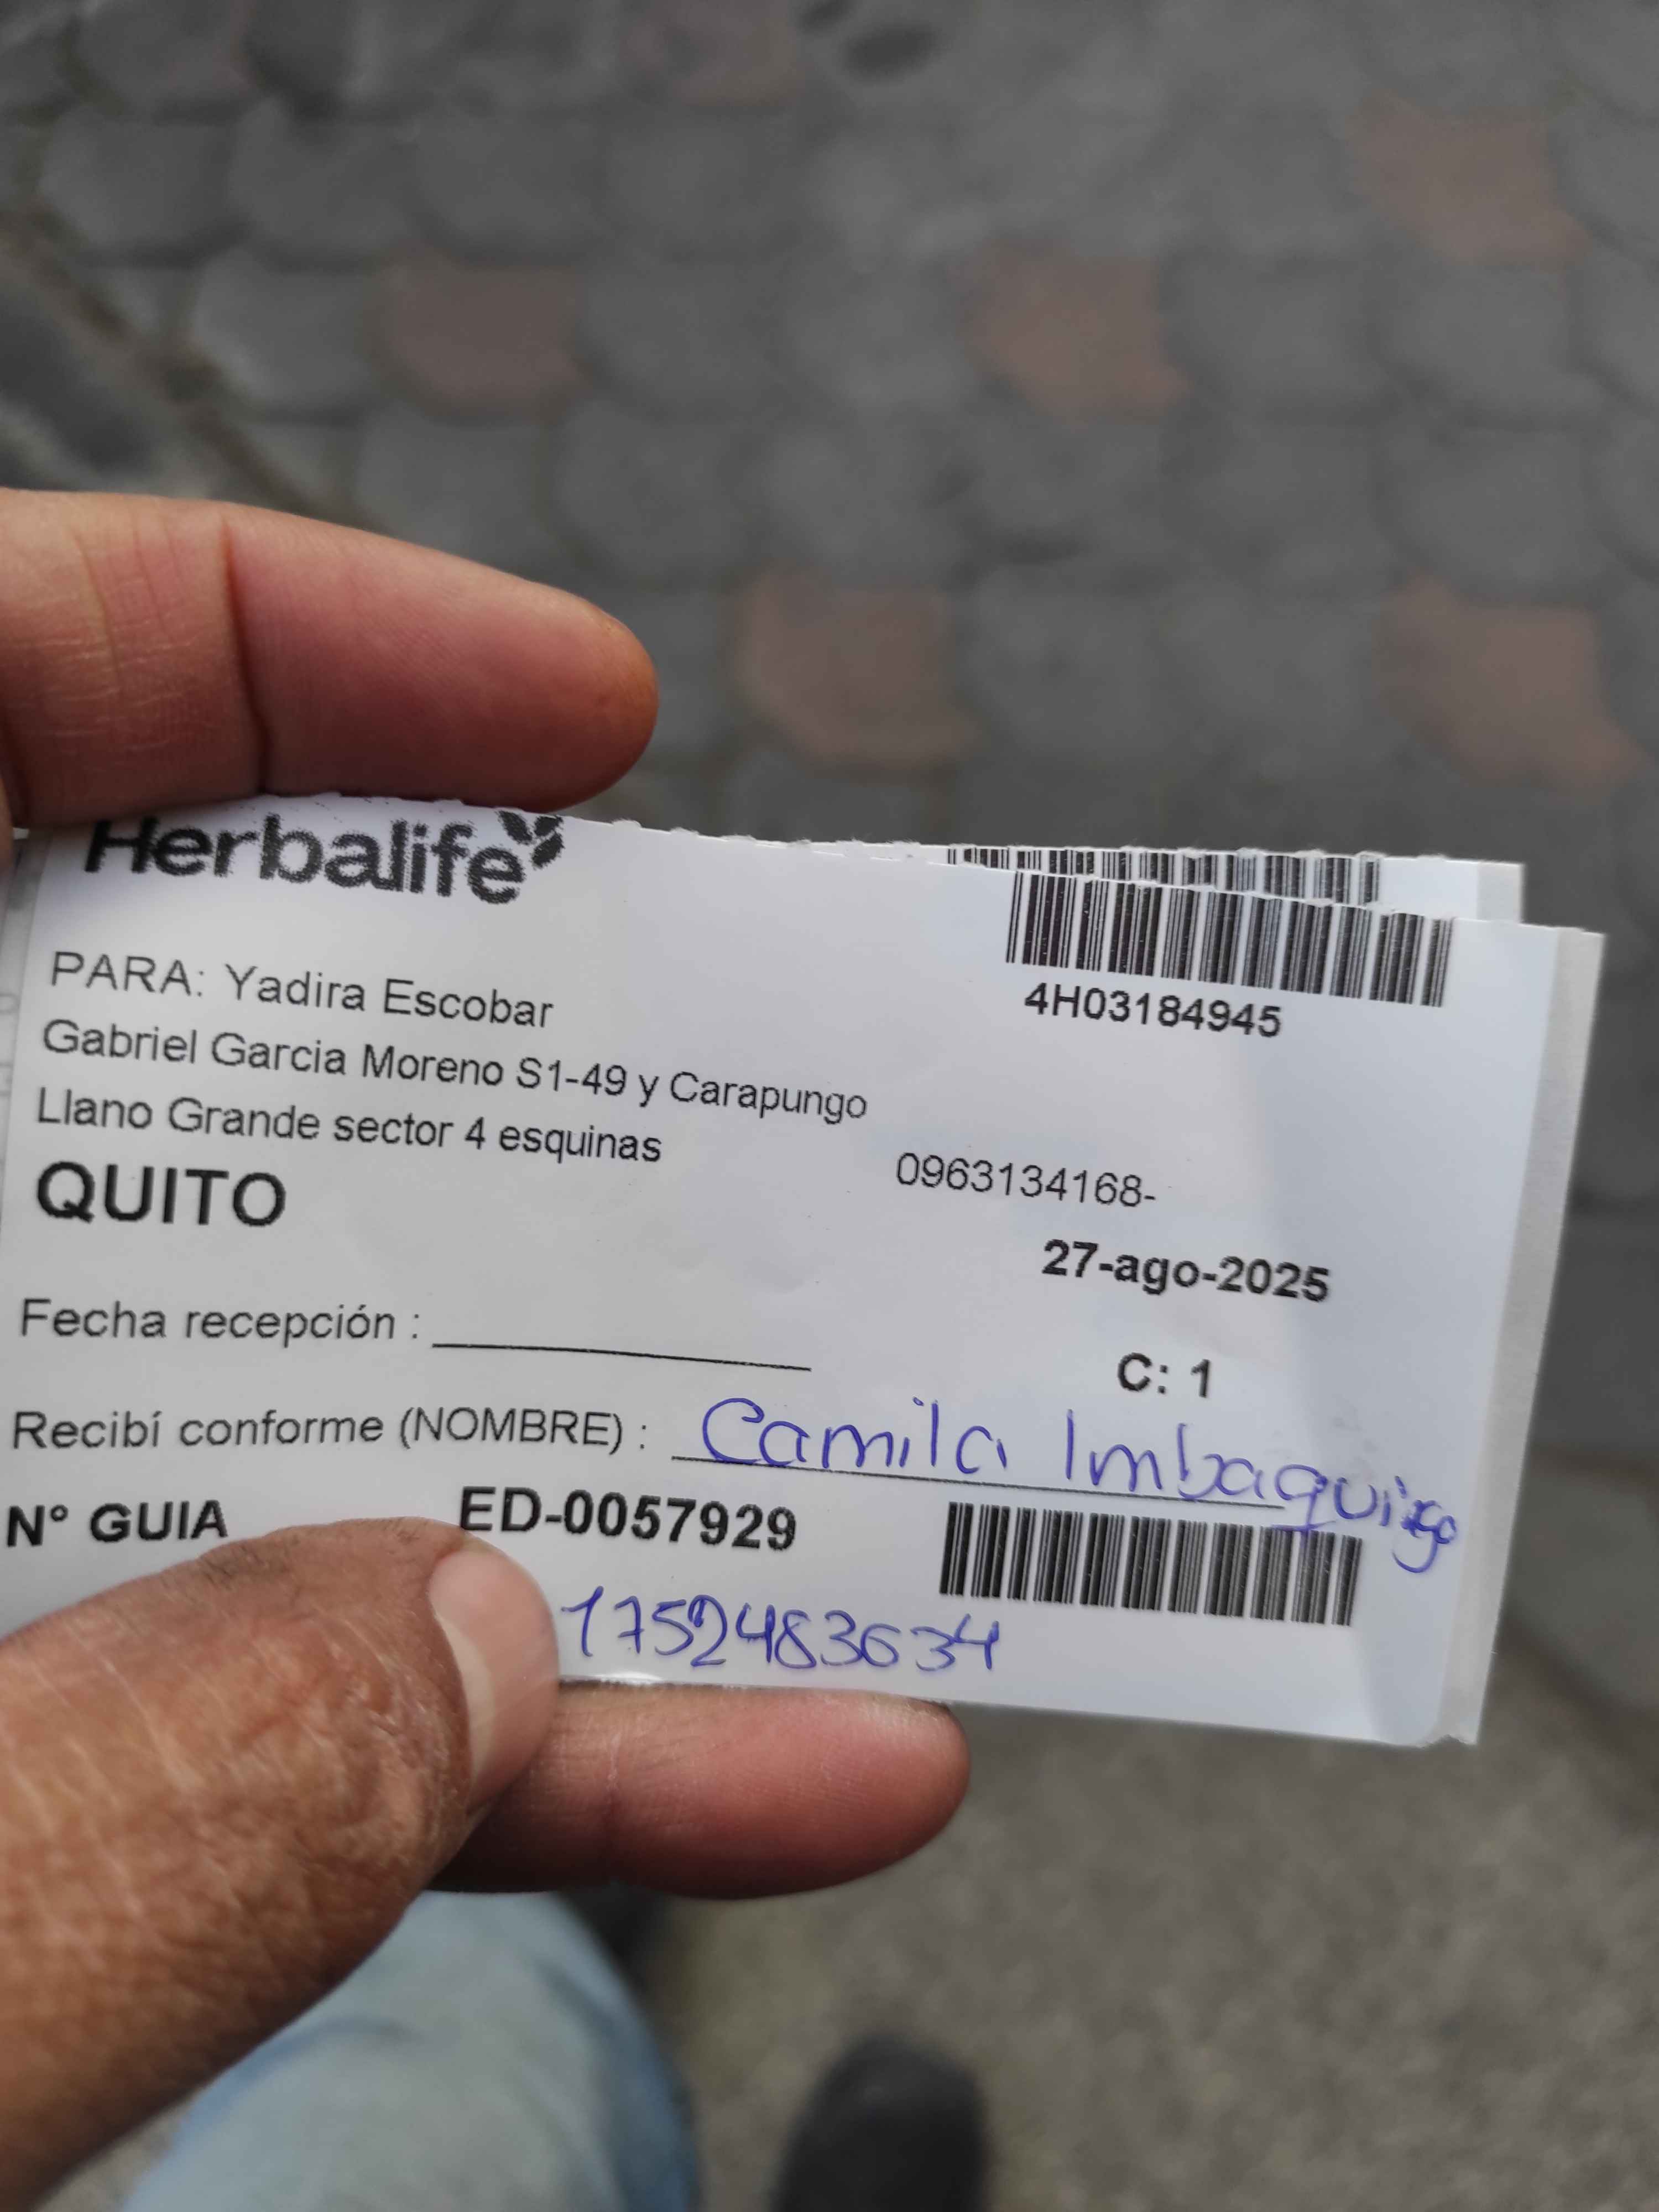 Herbalife
4H03184945
PARA: Yadira Escobar
Gabriel Garcia Moreno S1-49 y Carapungo
Llano Grande sector 4 esquinas
0963134168-
QUITO
27-ago-2025
Fecha recepción :
C: 1
Recibí conforme (NOMBRE) : Camila Imbaquingo
N° GUIA ED-0057929
1752483634